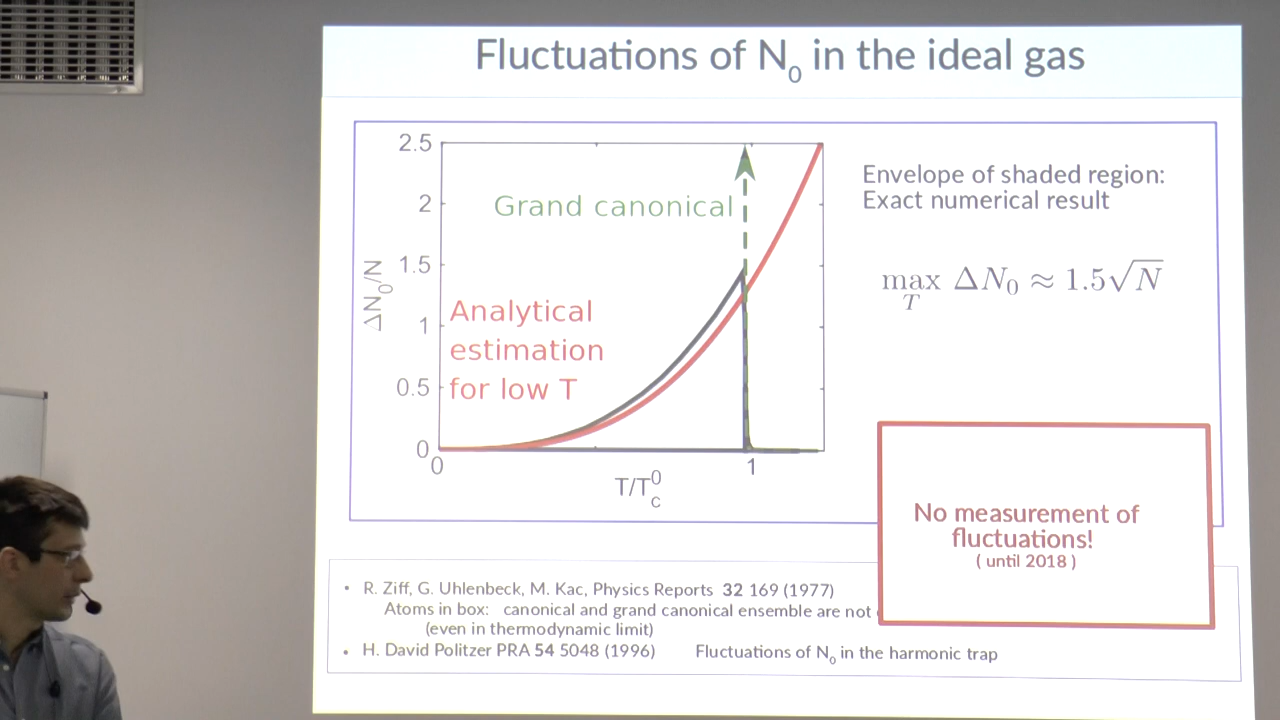 Fluctuations of N0 in the ideal gas
2.5
2
1.5
1
0.5
0
ΔN0/N
0
1
T/Tc0
Grand canonical
Analytical
estimation
for low T
Envelope of shaded region:
Exact numerical result
max ΔN0 ≈ 1.5√N
T
No measurement of
fluctuations!
( until 2018 )
• R. Ziff, G. Uhlenbeck, M. Kac, Physics Reports 32 169 (1977)
Atoms in box: canonical and grand canonical ensemble are not
(even in thermodynamic limit)
• H. David Politzer PRA 54 5048 (1996) Fluctuations of N0 in the harmonic trap